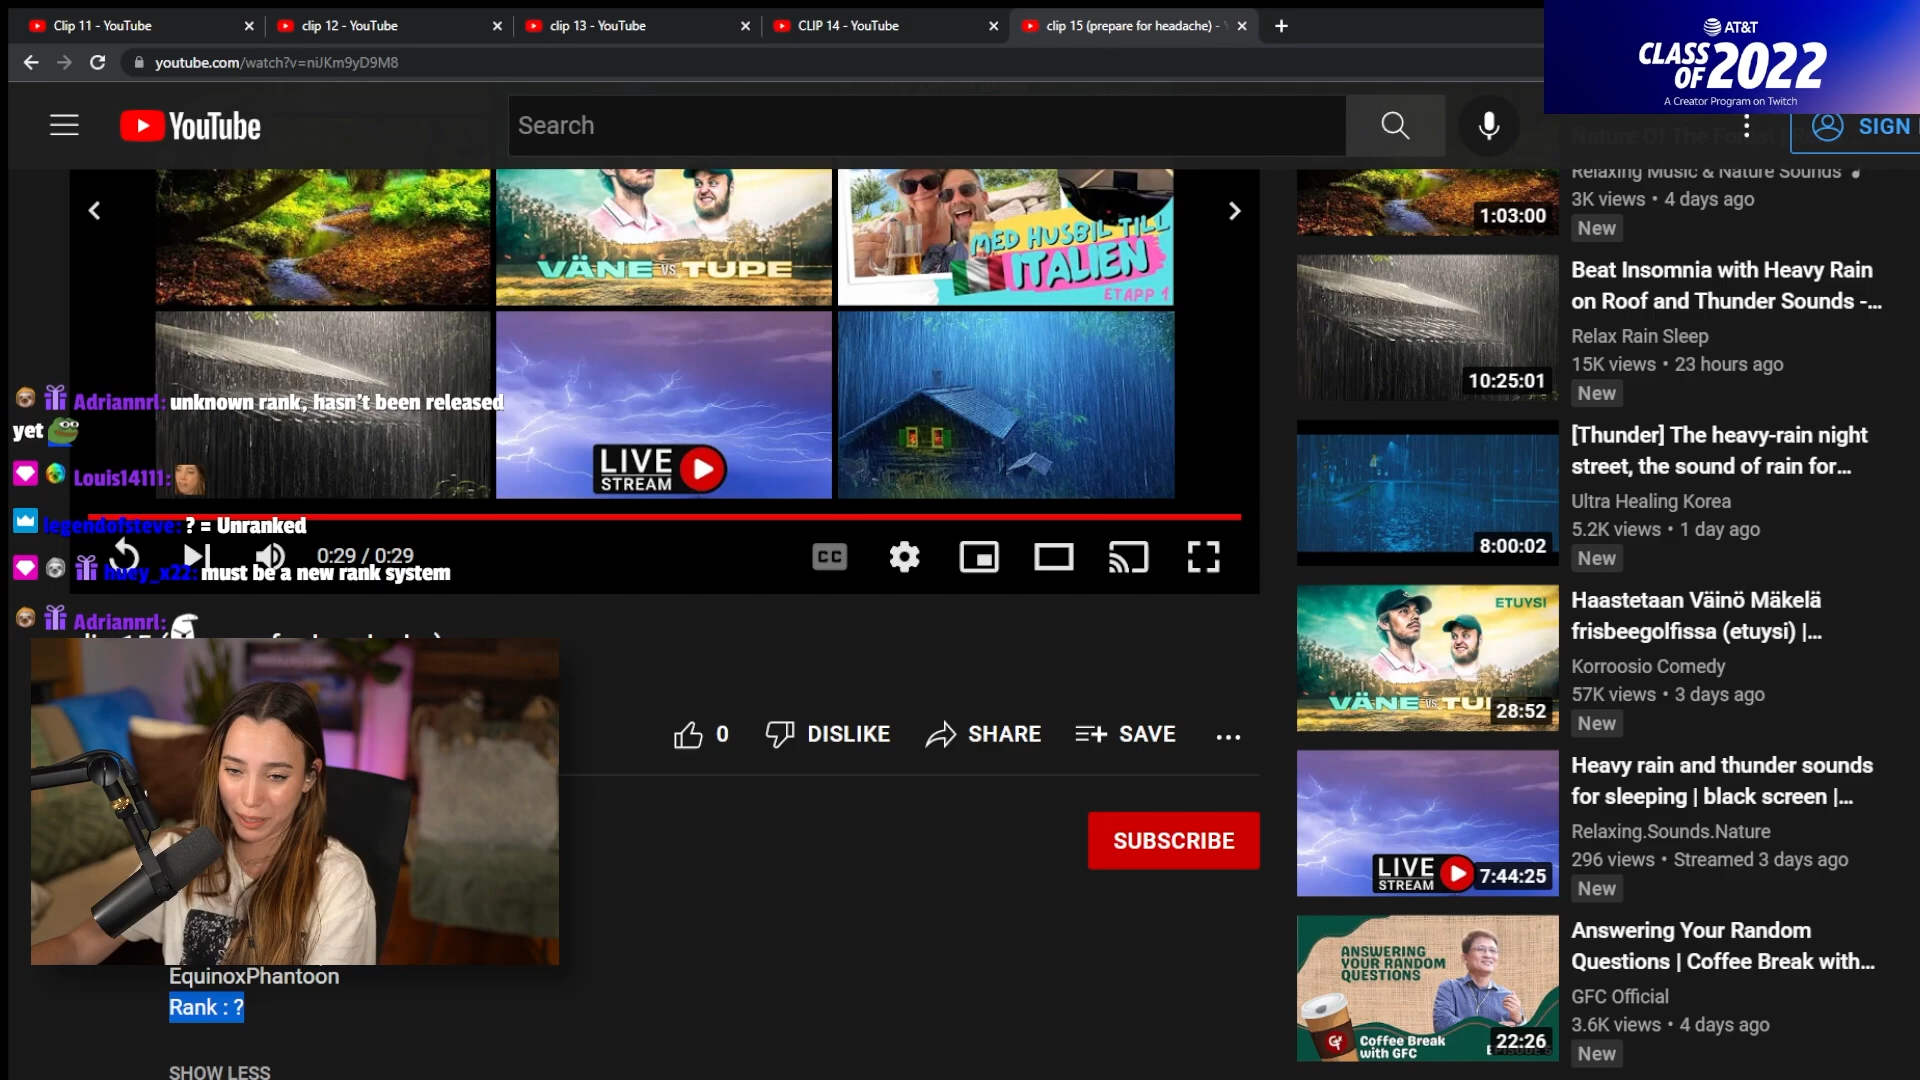 Clip 11 - YouTube
clip 12 - YouTube
clip 13 - YouTube
CLIP 14 - YouTube
clip 15 (prepare for headache) -
AT&T
CLASS
OF 2022
A Creator Program on Twitch
youtube.com/watch?v=niJKm9yD9M8
YouTube
Search
SIGN
Nature Of The Forest
Relaxing Music & Nature Sounds
3K views • 4 days ago
New
1:03:00
VÄNE VS TUPE
MED HUSBIL TILL
ITALIEN
ETAPP 1
LIVE
STREAM
Adriannrl: unknown rank, hasn't been released
yet
Louis14111:
legendofsteve: ? = Unranked
0:29 / 0:29
CC
huey_x22: must be a new rank system
Adriannrl:
0
DISLIKE
SHARE
SAVE
SUBSCRIBE
EquinoxPhantoon
Rank : ?
SHOW LESS
Beat Insomnia with Heavy Rain
on Roof and Thunder Sounds -...
Relax Rain Sleep
15K views • 23 hours ago
New
10:25:01
[Thunder] The heavy-rain night
street, the sound of rain for...
Ultra Healing Korea
5.2K views • 1 day ago
New
8:00:02
ETUYSI
VÄNE VS TU
28:52
Haastetaan Väinö Mäkelä
frisbeegolfissa (etuysi) |...
Korroosio Comedy
57K views • 3 days ago
New
Heavy rain and thunder sounds
for sleeping | black screen |...
Relaxing.Sounds.Nature
296 views • Streamed 3 days ago
New
LIVE
STREAM
7:44:25
ANSWERING
YOUR RANDOM
QUESTIONS
Coffee Break
with GFC
22:26
Answering Your Random
Questions | Coffee Break with...
GFC Official
3.6K views • 4 days ago
New